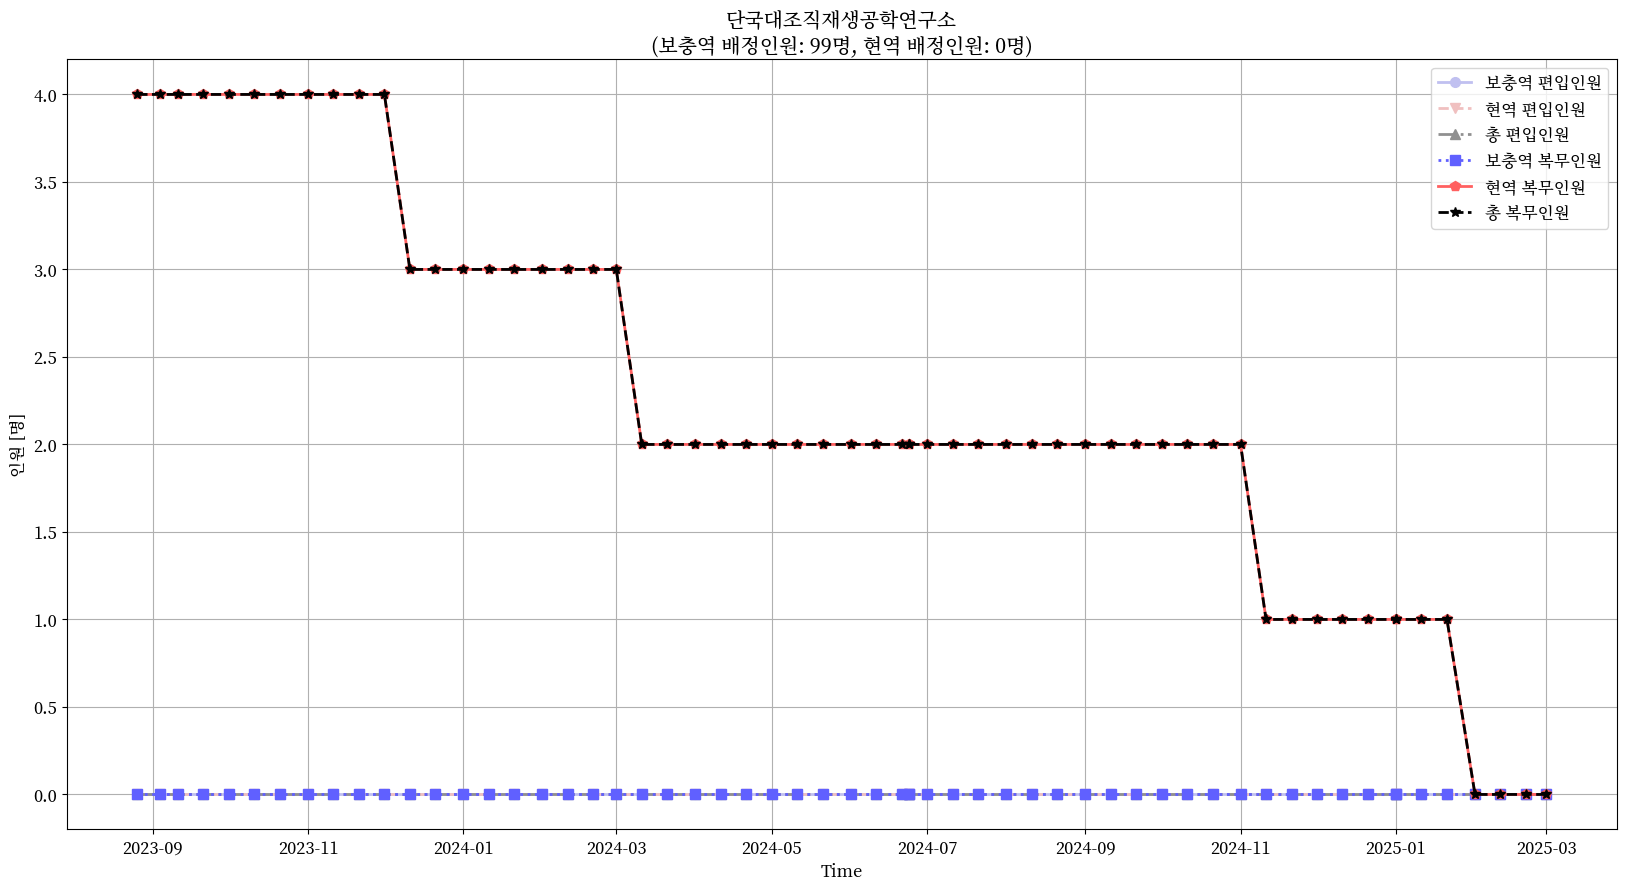 단국대조직재생공학연구소
(보충역 배정인원: 99명, 현역 배정인원: 0명)
보충역 편입인원
현역 편입인원
총 편입인원
보충역 복무인원
현역 복무인원
총 복무인원
인원 [명]
4.0
3.5
3.0
2.5
2.0
1.5
1.0
0.5
0.0
2023-09 2023-11 2024-01 2024-03 2024-05 2024-07 2024-09 2024-11 2025-01 2025-03
Time